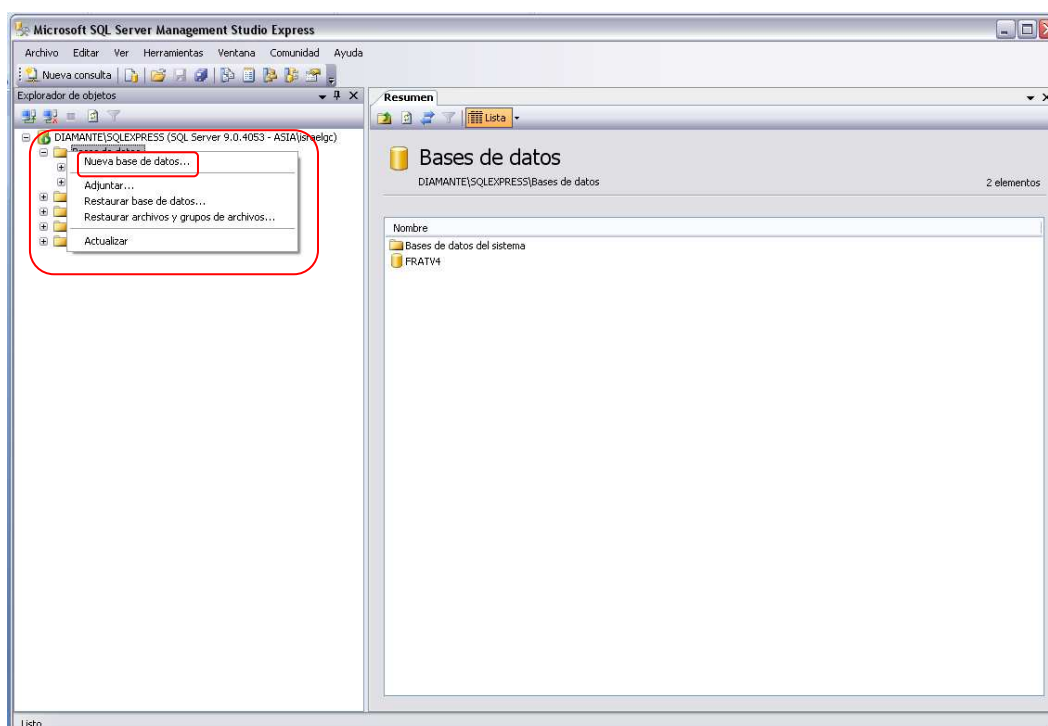 Microsoft SQL Server Management Studio Express
Archivo Editar Ver Herramientas Ventana Comunidad Ayuda
Nueva consulta
Explorador de objetos
DIAMANTE\SQLEXPRESS (SQL Server 9.0.4053 - ASIA\israelgc)
Bases de datos
Nueva base de datos...
Adjuntar...
Restaurar base de datos...
Restaurar archivos y grupos de archivos...
Actualizar
Resumen
Lista
Bases de datos
DIAMANTE\SQLEXPRESS\Bases de datos
2 elementos
Nombre
Bases de datos del sistema
FRATV4
Listo